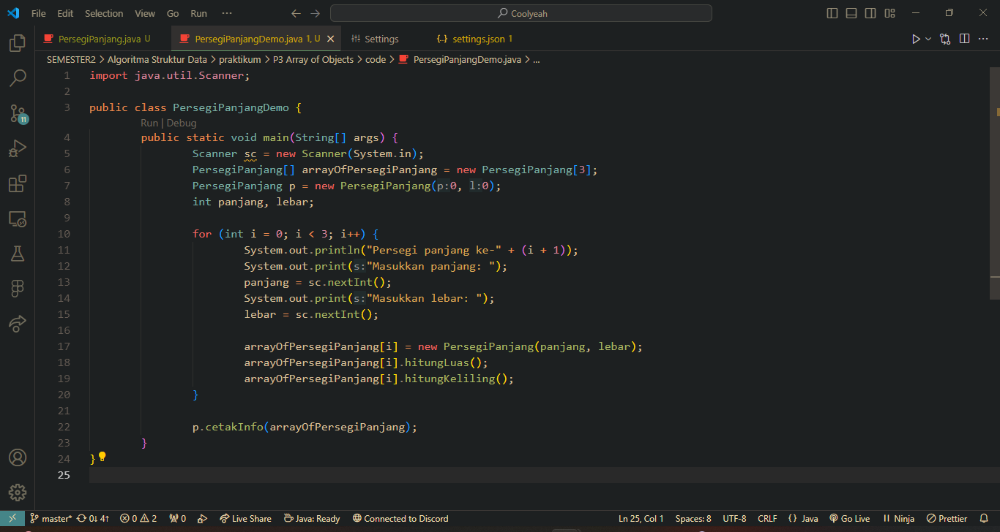 File Edit Selection View Go Run ··· Coolyeah
PersegiPanjang.java U PersegiPanjangDemo.java 1, U Settings {..} settings.json 1
SEMESTER2 > Algoritma Struktur Data > praktikum > P3 Array of Objects > code > PersegiPanjangDemo.java > ...
1 import java.util.Scanner;
2
3 public class PersegiPanjangDemo {
Run | Debug
4 public static void main(String[] args) {
5 Scanner sc = new Scanner(System.in);
6 PersegiPanjang[] arrayOfPersegiPanjang = new PersegiPanjang[3];
7 PersegiPanjang p = new PersegiPanjang(p:0, l:0);
8 int panjang, lebar;
9
10 for (int i = 0; i < 3; i++) {
11 System.out.println("Persegi panjang ke-" + (i + 1));
12 System.out.print(s:"Masukkan panjang: ");
13 panjang = sc.nextInt();
14 System.out.print(s:"Masukkan lebar: ");
15 lebar = sc.nextInt();
16
17 arrayOfPersegiPanjang[i] = new PersegiPanjang(panjang, lebar);
18 arrayOfPersegiPanjang[i].hitungLuas();
19 arrayOfPersegiPanjang[i].hitungKeliling();
20 }
21
22 p.cetakInfo(arrayOfPersegiPanjang);
23 }
24 }
25
11
master* 0↓ 4↑ 0 2 0 Live Share Java: Ready Connected to Discord Ln 25, Col 1 Spaces: 8 UTF-8 CRLF {} Java Go Live Ninja Prettier